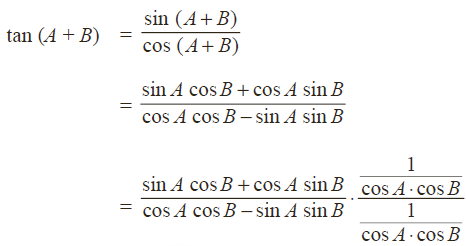 tan (A + B) = sin (A + B) / cos (A + B)
= sin A cos B + cos A sin B / cos A cos B – sin A sin B
= sin A cos B + cos A sin B / cos A cos B – sin A sin B · 1 / cos A · cos B / 1 / cos A · cos B